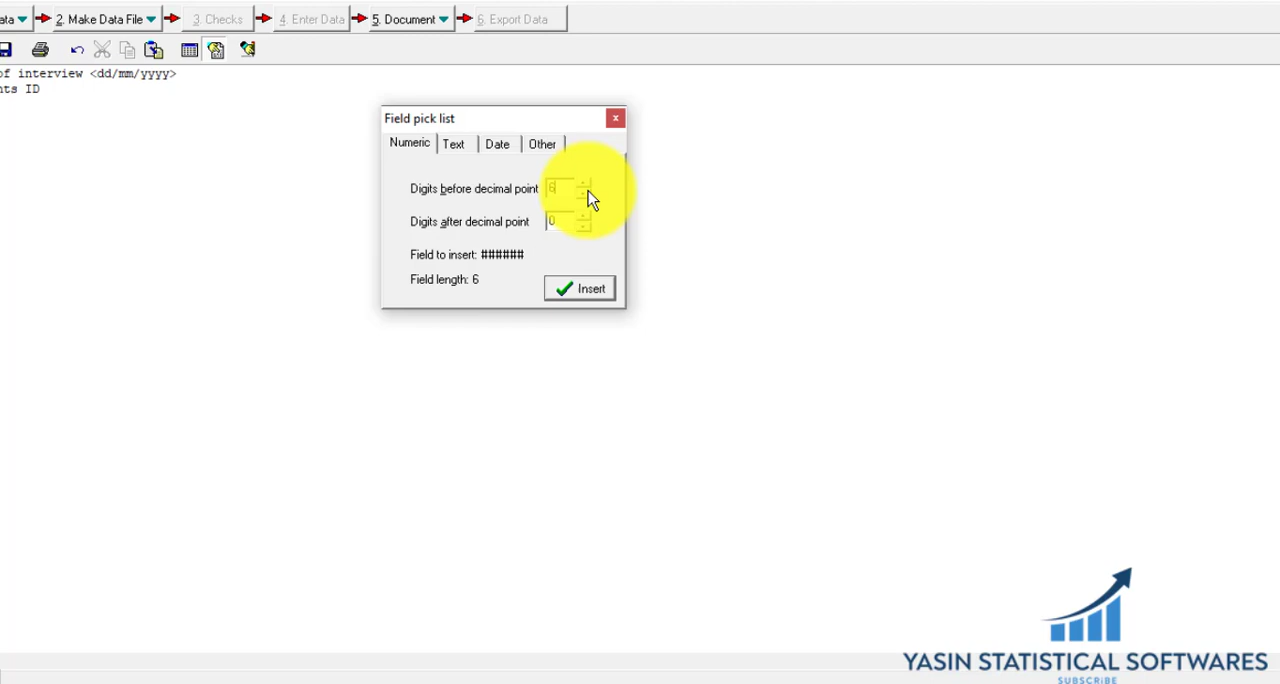 ata 2. Make Data File 3. Checks 4. Enter Data 5. Document 6. Export Data
of interview <dd/mm/yyyy>
nts ID
Field pick list
Numeric Text Date Other
Digits before decimal point 6
Digits after decimal point 0
Field to insert: ######
Field length: 6
Insert
YASIN STATISTICAL SOFTWARES
SUBSCRiBE